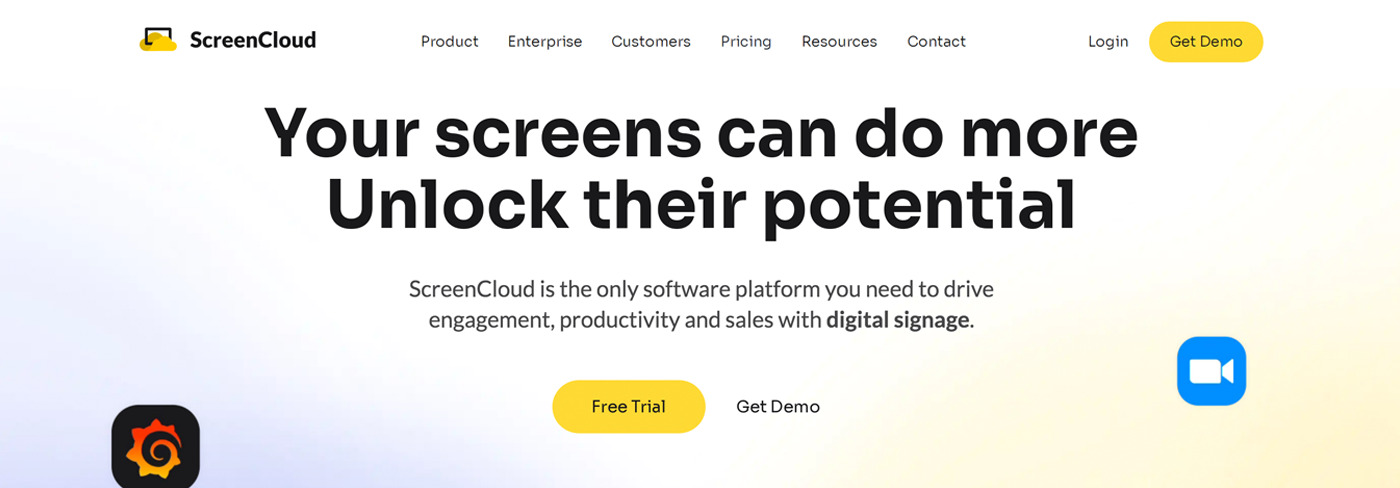 ScreenCloud
Product Enterprise Customers Pricing Resources Contact
Login Get Demo
Your screens can do more
Unlock their potential
ScreenCloud is the only software platform you need to drive
engagement, productivity and sales with digital signage.
Free Trial Get Demo